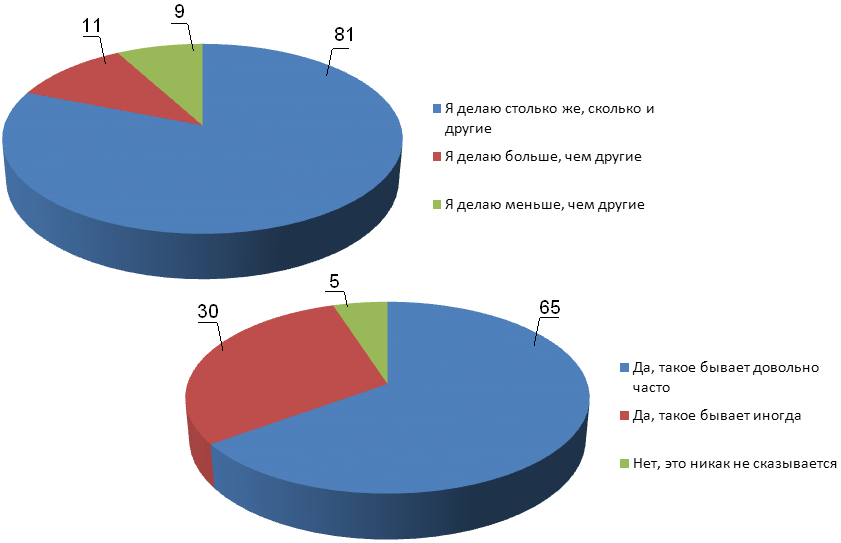 11
9
81
Я делаю столько же, сколько и
другие
Я делаю больше, чем другие
Я делаю меньше, чем другие
30
5
65
Да, такое бывает довольно
часто
Да, такое бывает иногда
Нет, это никак не сказывается